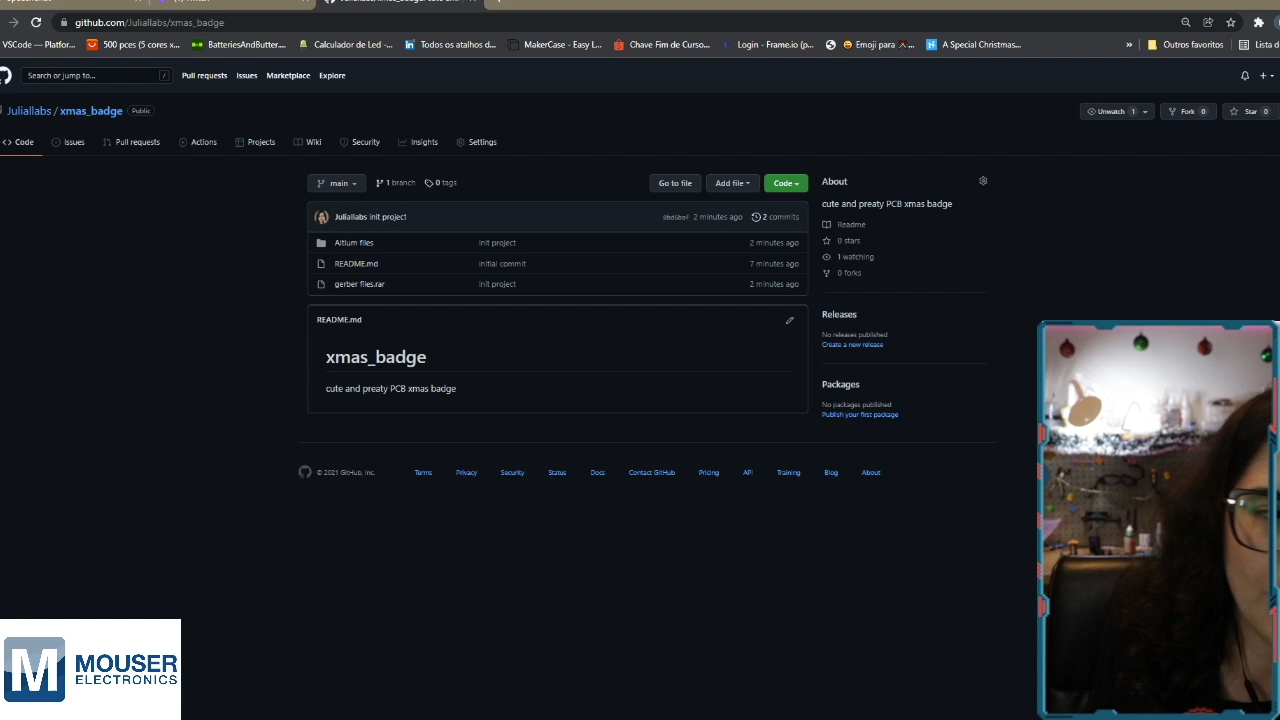 github.com/Juliallabs/xmas_badge
VSCode — Platfor... 500 pces (5 cores x... BatteriesAndButter... Calculador de Led -... Todos os atalhos d... MakerCase - Easy L... Chave Fim de Curso... Login - Frame.io (p... Emoji para A Special Christmas... » Outros favoritos Lista d
Search or jump to... / Pull requests Issues Marketplace Explore
Juliallabs / xmas_badge Public Unwatch 1 Fork 0 Star 0
<> Code Issues Pull requests Actions Projects Wiki Security Insights Settings
main 1 branch 0 tags Go to file Add file Code
Juliallabs init project 2 minutes ago 2 commits
Altium files init project 2 minutes ago
README.md Initial commit 7 minutes ago
gerber files.rar init project 2 minutes ago
README.md
xmas_badge
cute and preaty PCB xmas badge
About
cute and preaty PCB xmas badge
Readme
0 stars
1 watching
0 forks
Releases
No releases published
Create a new release
Packages
No packages published
Publish your first package
© 2021 GitHub, Inc. Terms Privacy Security Status Docs Contact GitHub Pricing API Training Blog About
M MOUSER
ELECTRONICS